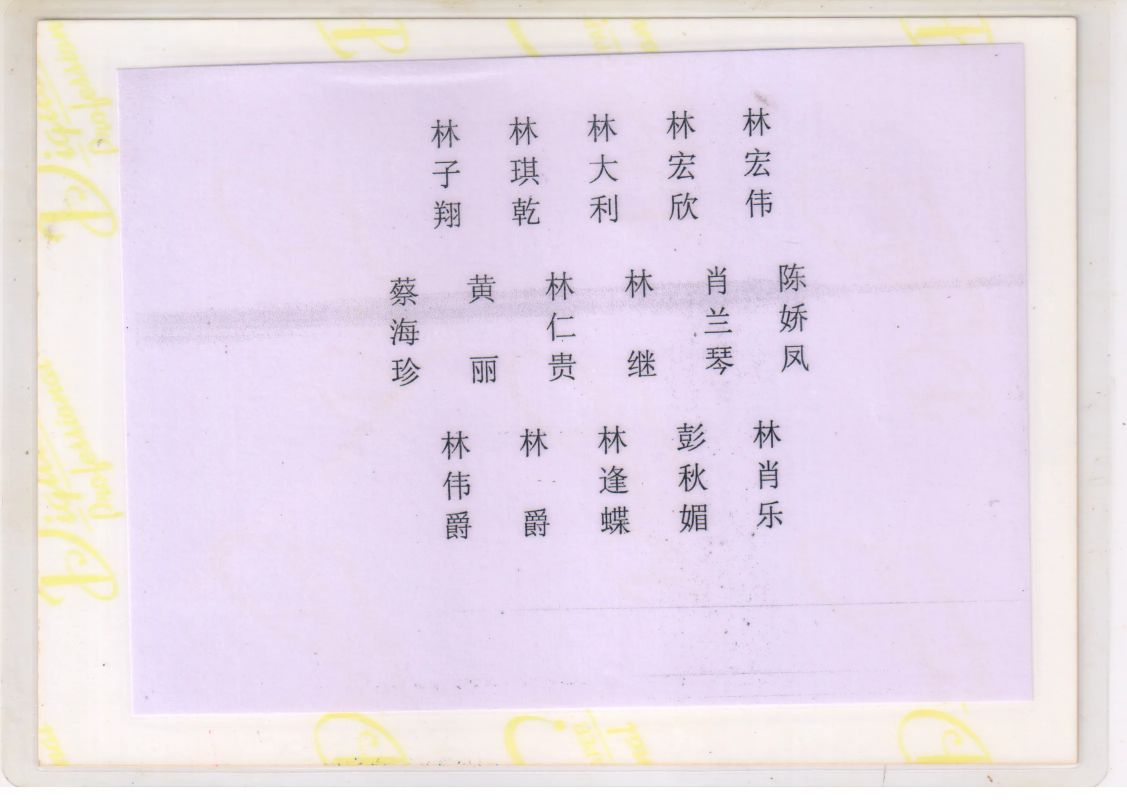 林子翔
林琪乾
林大利
林宏欣
林宏伟
蔡海珍
黄丽
林仁贵
林继
肖兰琴
陈娇凤
林伟爵
林爵
林逢蝶
彭秋媚
林肖乐
Professional